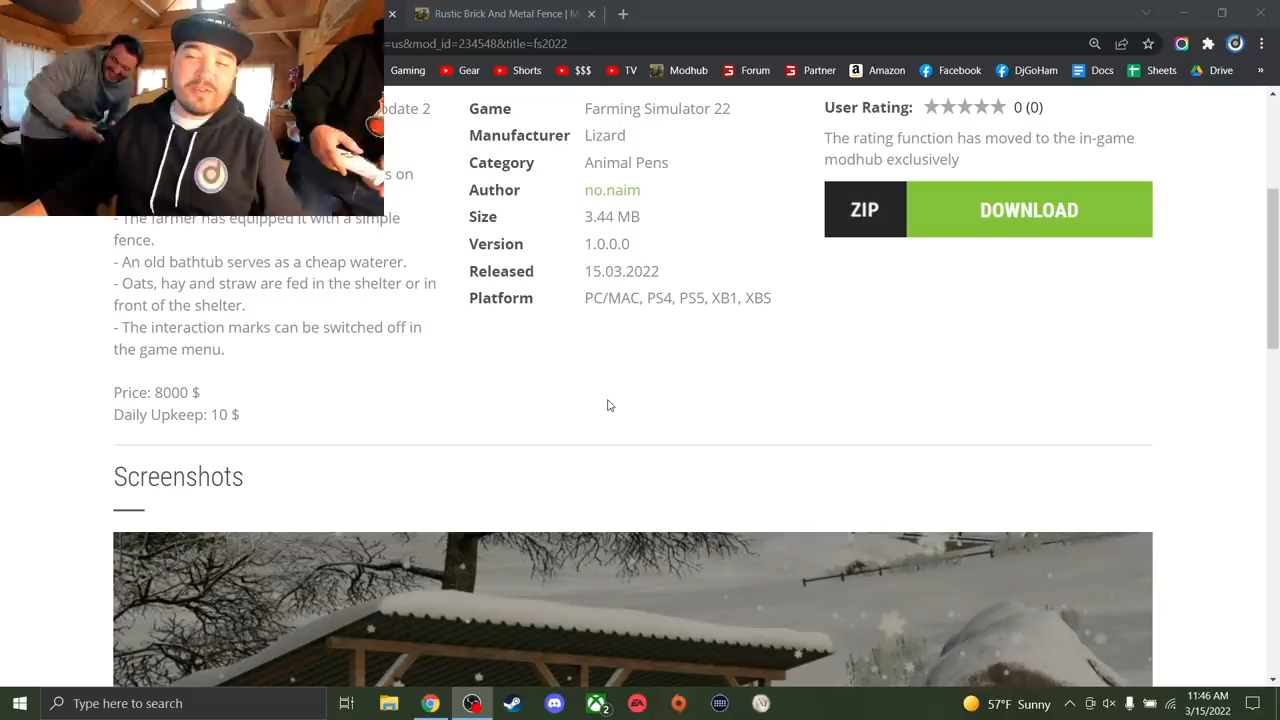 Rustic Brick And Metal Fence | M
=us&mod_id=234548&title=fs2022
Gaming Gear Shorts $$$ TV Modhub Forum Partner Amazon Facebook DjGoHam Docs Sheets Drive »
pdate 2
s on
- The farmer has equipped it with a simple
fence.
- An old bathtub serves as a cheap waterer.
- Oats, hay and straw are fed in the shelter or in
front of the shelter.
- The interaction marks can be switched off in
the game menu.
Price: 8000 $
Daily Upkeep: 10 $
Game Farming Simulator 22
Manufacturer Lizard
Category Animal Pens
Author no.naim
Size 3.44 MB
Version 1.0.0.0
Released 15.03.2022
Platform PC/MAC, PS4, PS5, XB1, XBS
User Rating: 0 (0)
The rating function has moved to the in-game
modhub exclusively
ZIP DOWNLOAD
Screenshots
Type here to search
2
EA
57°F Sunny
11:46 AM
3/15/2022